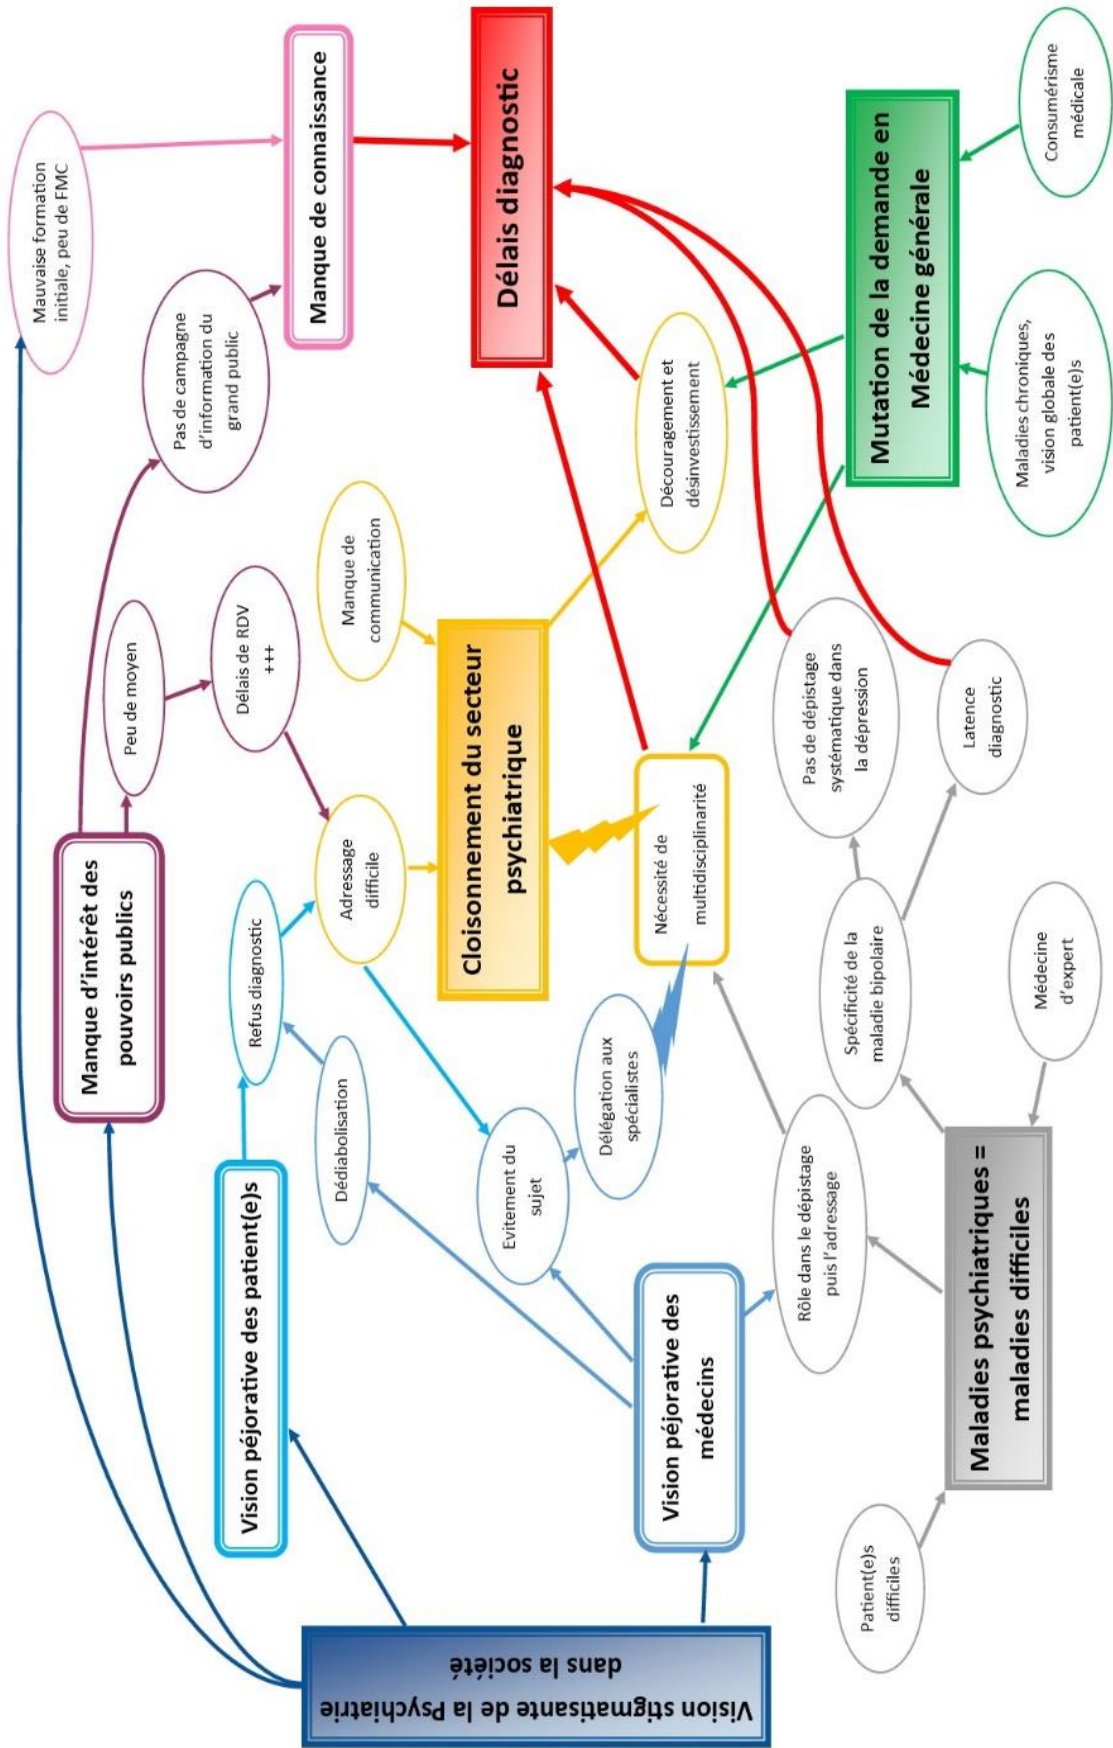 Vision stigmatisante de la Psychiatrie
dans la société
Mauvaise formation
initiale, peu de FMC
Manque d'intérêt des
pouvoirs publics
Peu de moyen
Pas de campagne
d'information du
grand public
Délais de RDV
+++
Manque de connaissance
Vision péjorative des patient(e)s
Refus diagnostic
Dédiabolisation
Adressage
difficile
Manque de
communication
Cloisonnement du secteur
psychiatrique
Délais diagnostic
Evitement du
sujet
Délégation aux
spécialistes
Nécessité de
multidisciplinarité
Découragement et
désinvestissement
Vision péjorative des
médecins
Rôle dans le dépistage
puis l'adressage
Spécificité de la
maladie bipolaire
Pas de dépistage
systématique dans
la dépression
Latence
diagnostic
Mutation de la demande en
Médecine générale
Patient(e)s
difficiles
Maladies psychiatriques =
maladies difficiles
Médecine
d'expert
Maladies chroniques,
vision globale des
patient(e)s
Consumérisme
médicale